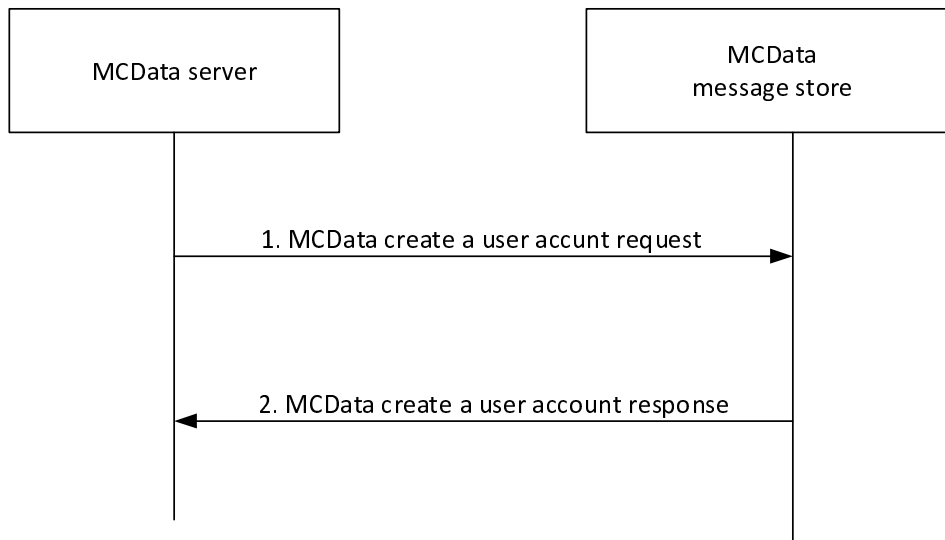 MCData server
MCData
message store
1. MCData create a user accunt request
2. MCData create a user account response